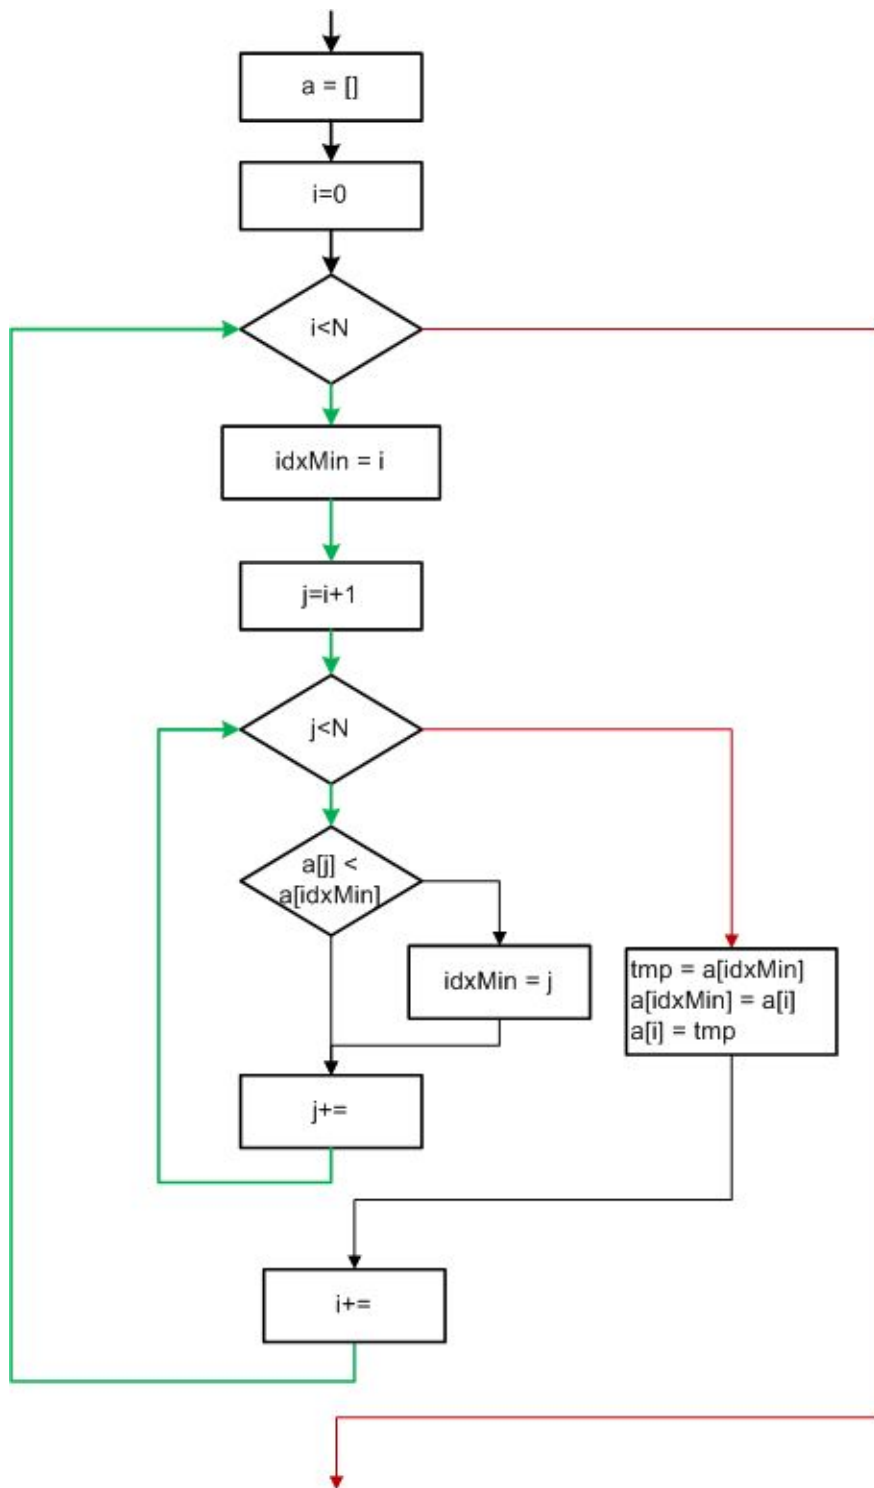 a = []
i=0
i<N
idxMin = i
j=i+1
j<N
a[j] <
a[idxMin]
idxMin = j
tmp = a[idxMin]
a[idxMin] = a[i]
a[i] = tmp
j+=
i+=